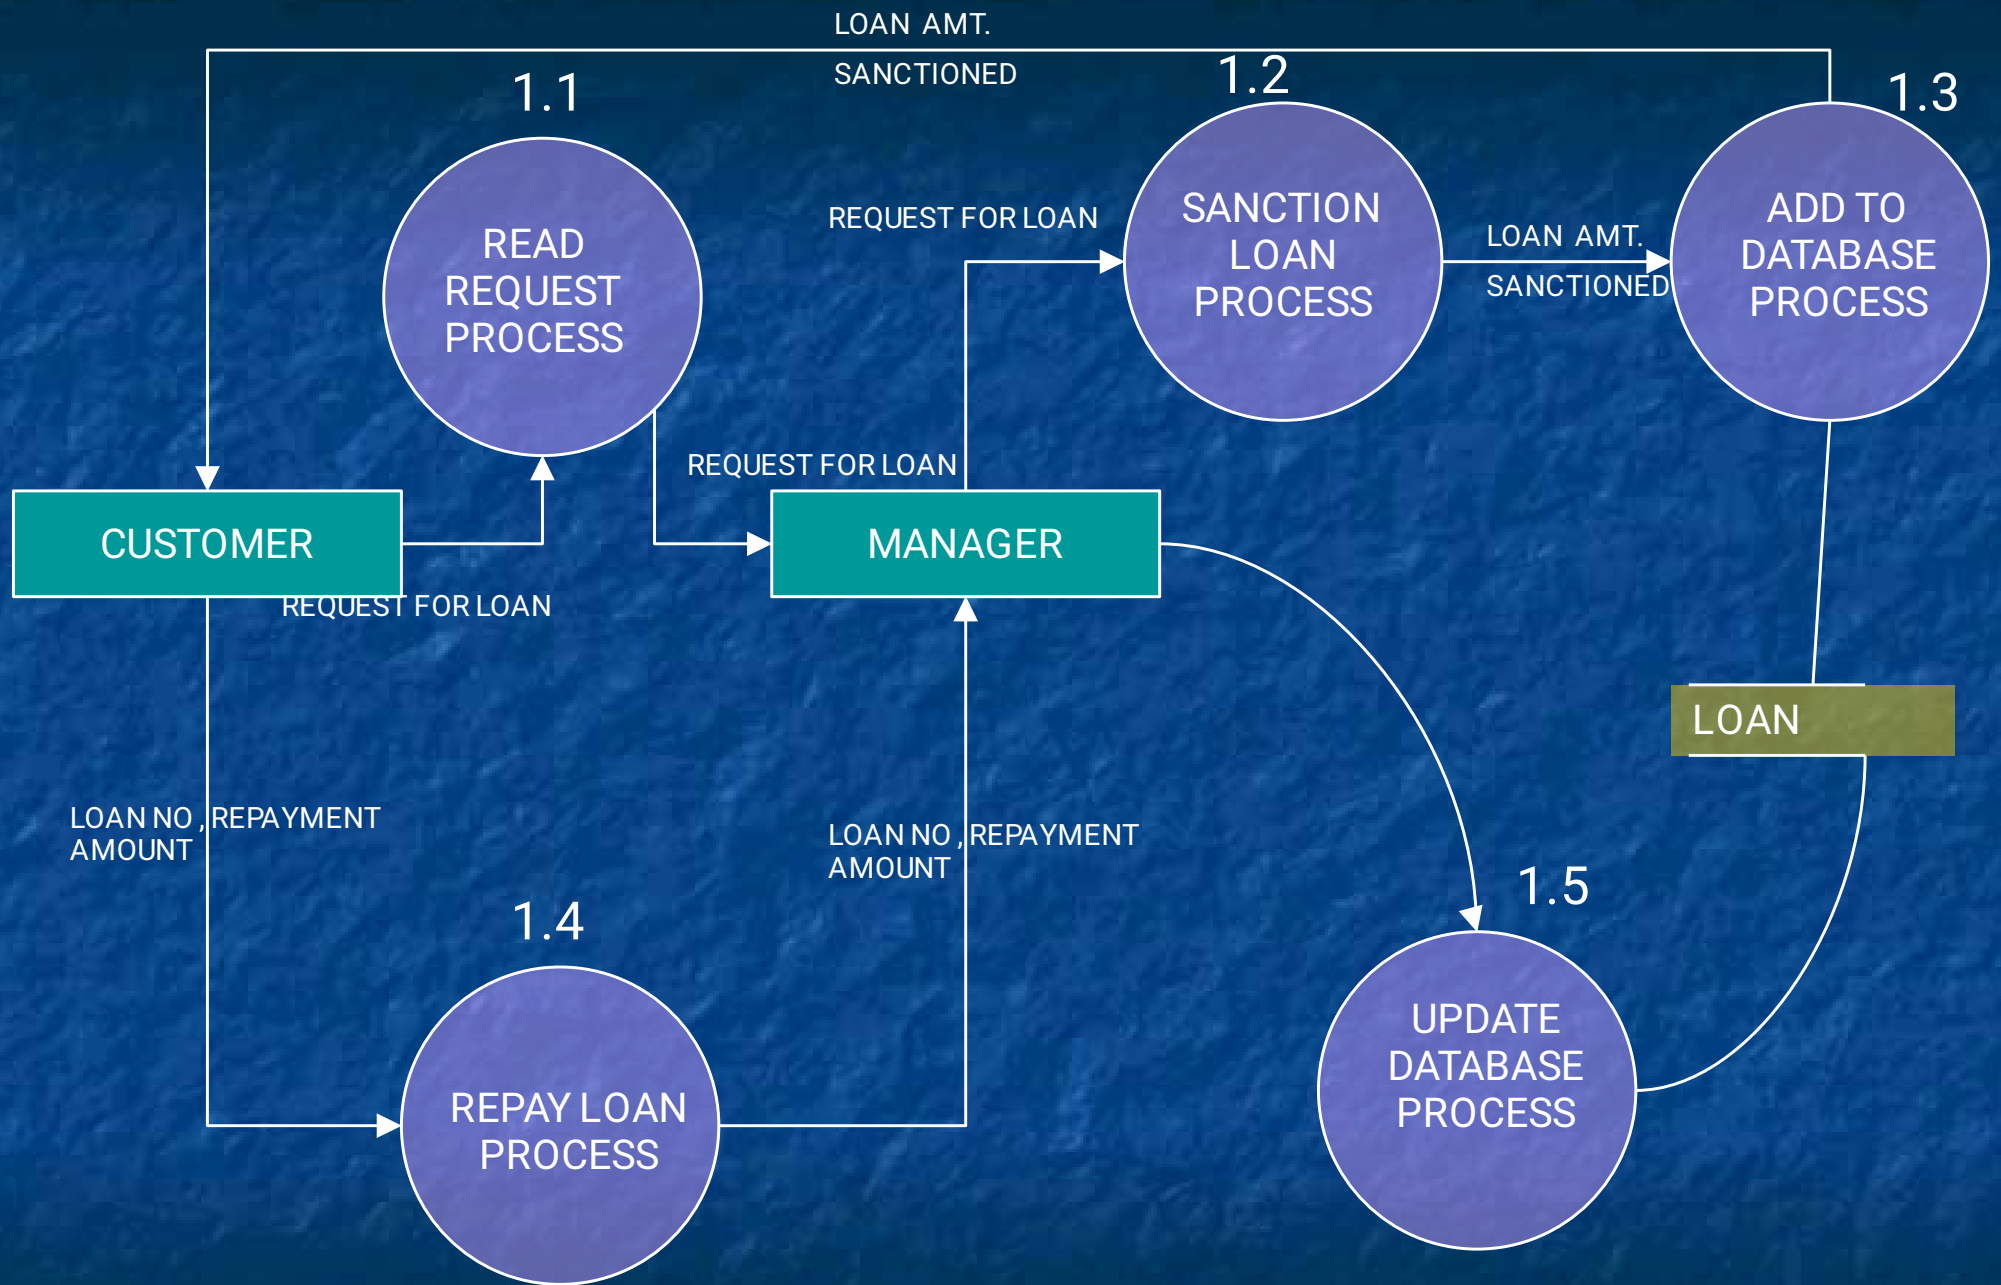 LOAN AMT.
SANCTIONED
1.1
1.2
1.3
READ
REQUEST
PROCESS
REQUEST FOR LOAN
SANCTION
LOAN
PROCESS
LOAN AMT.
SANCTIONED
ADD TO
DATABASE
PROCESS
REQUEST FOR LOAN
CUSTOMER
MANAGER
REQUEST FOR LOAN
LOAN
LOAN NO , REPAYMENT
AMOUNT
LOAN NO , REPAYMENT
AMOUNT
1.4
1.5
REPAY LOAN
PROCESS
UPDATE
DATABASE
PROCESS